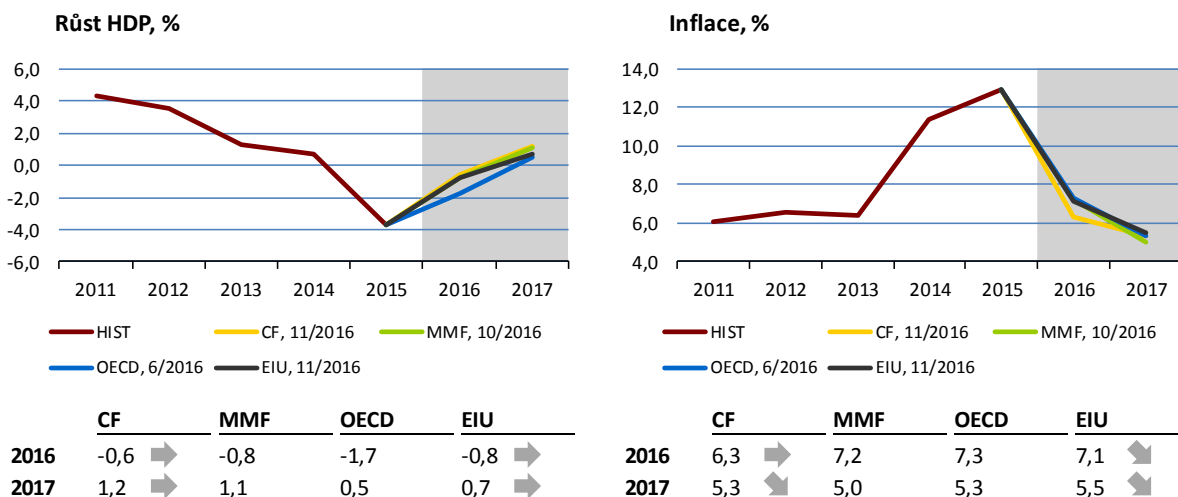 Růst HDP, %
6,0
4,0
2,0
0,0
-2,0
-4,0
-6,0
2011 2012 2013 2014 2015 2016 2017
HIST CF, 11/2016 MMF, 10/2016
OECD, 6/2016 EIU, 11/2016
CF MMF OECD EIU
2016 -0,6 -0,8 -1,7 -0,8
2017 1,2 1,1 0,5 0,7
Inflace, %
14,0
12,0
10,0
8,0
6,0
4,0
2011 2012 2013 2014 2015 2016 2017
HIST CF, 11/2016 MMF, 10/2016
OECD, 6/2016 EIU, 11/2016
CF MMF OECD EIU
2016 6,3 7,2 7,3 7,1
2017 5,3 5,0 5,3 5,5